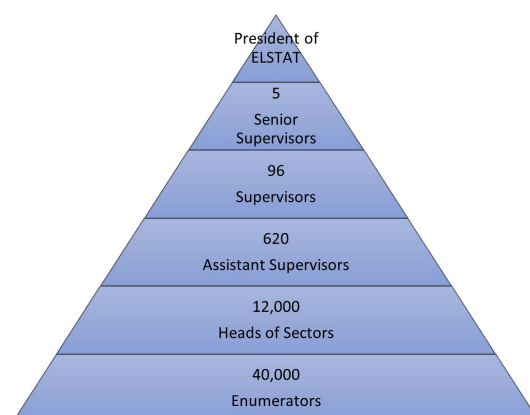 President of
ELSTAT
5
Senior
Supervisors
96
Supervisors
620
Assistant Supervisors
12,000
Heads of Sectors
40,000
Enumerators